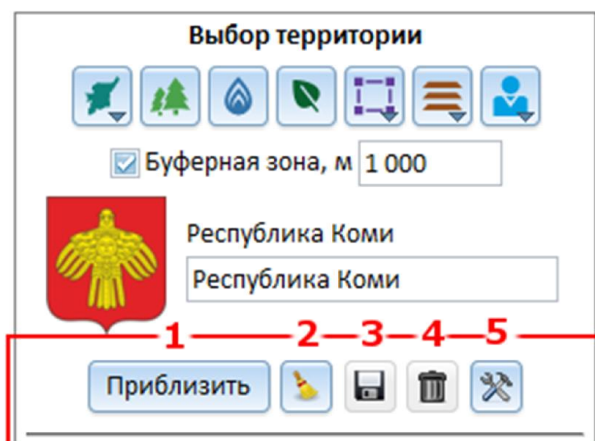 Выбор территории
Буферная зона, м 1 000
Республика Коми
Республика Коми
1 2 3 4 5
Приблизить